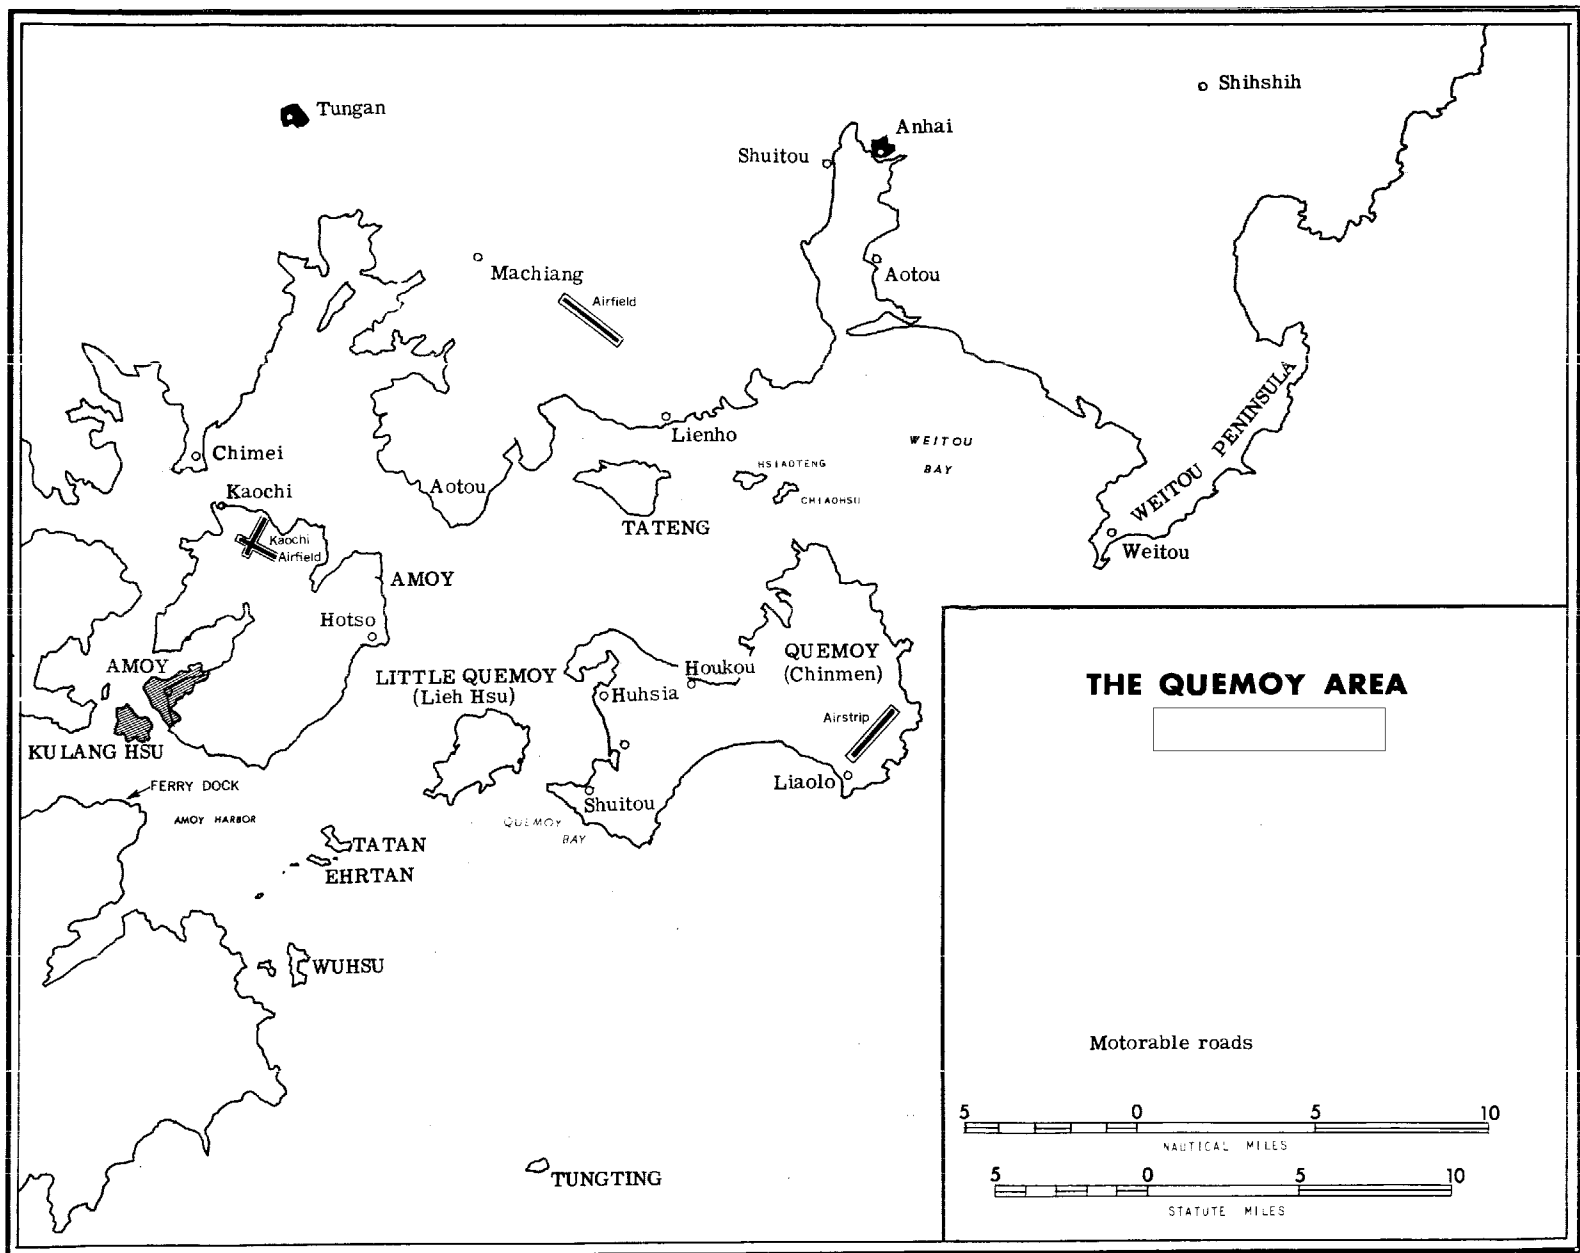 Shihshih
Tungan
Anhai
Shuitou
Machiang
Aotou
Airfield
WEITOU PENINSULA
Lienho
WEITOU
BAY
Chimei
HSIAOTENG
Aotou
CHIAOHSU
Kaochi
TATENG
Kaochi
Airfield
Weitou
AMOY
Hotso
AMOY
LITTLE QUEMOY
(Lieh Hsu)
Houkou
QUEMOY
(Chinmen)
Huhsia
Airstrip
KU LANG HSU
Liaolo
FERRY DOCK
Shuitou
AMOY HARBOR
QUEMOY
BAY
TATAN
EHRTAN
WUHSU
TUNGTING
THE QUEMOY AREA
Motorable roads
5 0 5 10
NAUTICAL MILES
5 0 5 10
STATUTE MILES